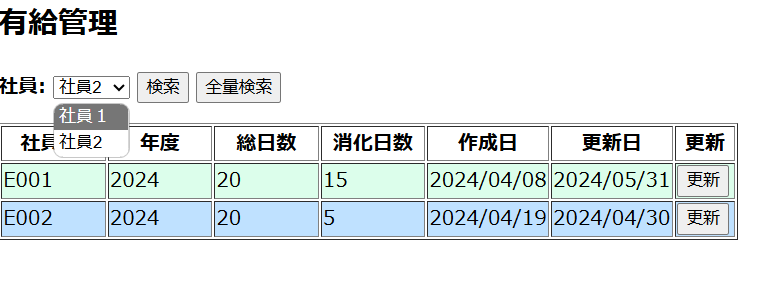 有給管理
社員: 社員2 検索 全量検索
社員１
社員2
社員 年度 総日数 消化日数 作成日 更新日 更新
E001 2024 20 15 2024/04/08 2024/05/31 更新
E002 2024 20 5 2024/04/19 2024/04/30 更新